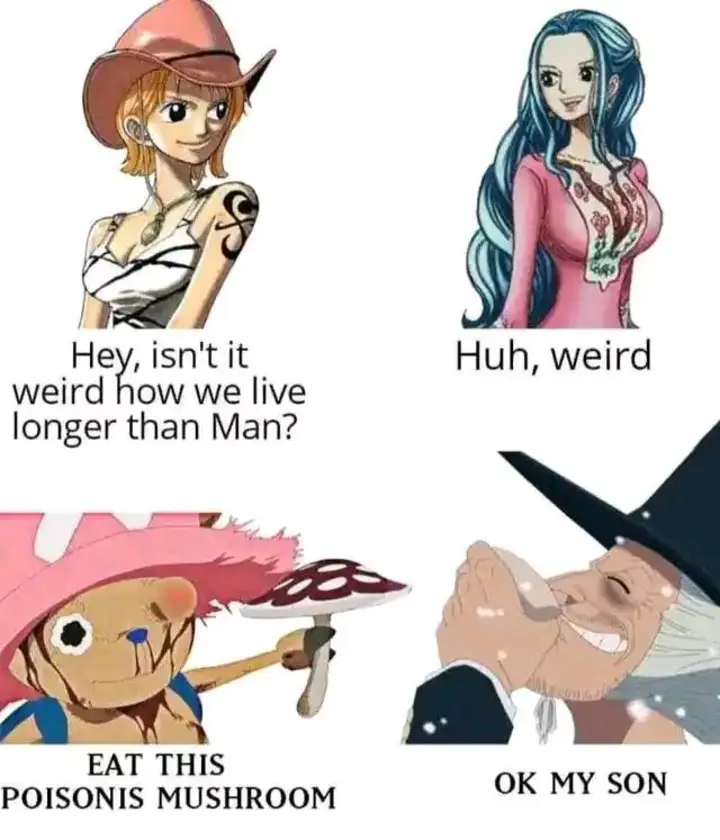 Hey, isn't it
weird how we live
longer than Man?
Huh, weird
EAT THIS
POISONIS MUSHROOM
OK MY SON